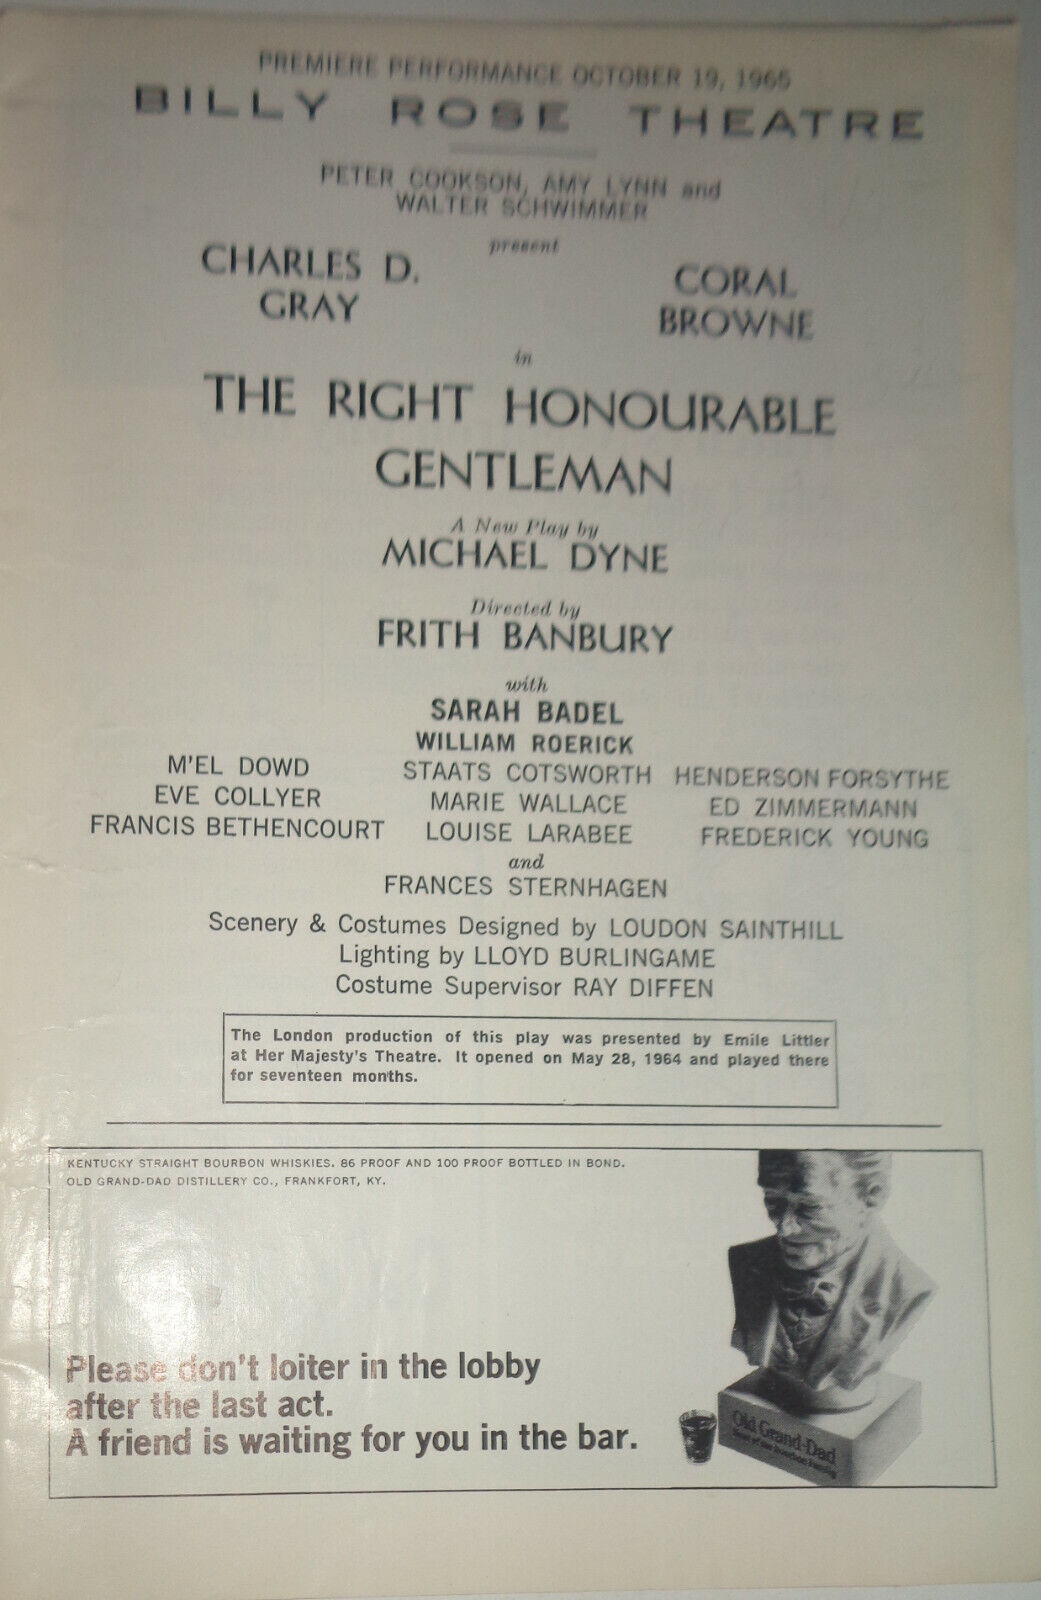 PREMIERE PERFORMANCE OCTOBER 19, 1965
BILLY ROSE THEATRE
PETER COOKSON, AMY LYNN and
WALTER SCHWIMMER
present
CHARLES D.
GRAY
CORAL
BROWNE
in
THE RIGHT HONOURABLE
GENTLEMAN
A New Play by
MICHAEL DYNE
Directed by
FRITH BANBURY
with
SARAH BADEL
WILLIAM ROERICK
M'EL DOWD STAATS COTSWORTH HENDERSON FORSYTHE
EVE COLLYER MARIE WALLACE ED ZIMMERMANN
FRANCIS BETHENCOURT LOUISE LARABEE FREDERICK YOUNG
and
FRANCES STERNHAGEN
Scenery & Costumes Designed by LOUDON SAINTHILL
Lighting by LLOYD BURLINGAME
Costume Supervisor RAY DIFFEN
The London production of this play was presented by Emile Littler
at Her Majesty's Theatre. It opened on May 28, 1964 and played there
for seventeen months.
KENTUCKY STRAIGHT BOURBON WHISKIES. 86 PROOF AND 100 PROOF BOTTLED IN BOND.
OLD GRAND-DAD DISTILLERY CO., FRANKFORT, KY.
Please don't loiter in the lobby
after the last act.
A friend is waiting for you in the bar.
Old Grand-Dad
Head of the Bourbon Family